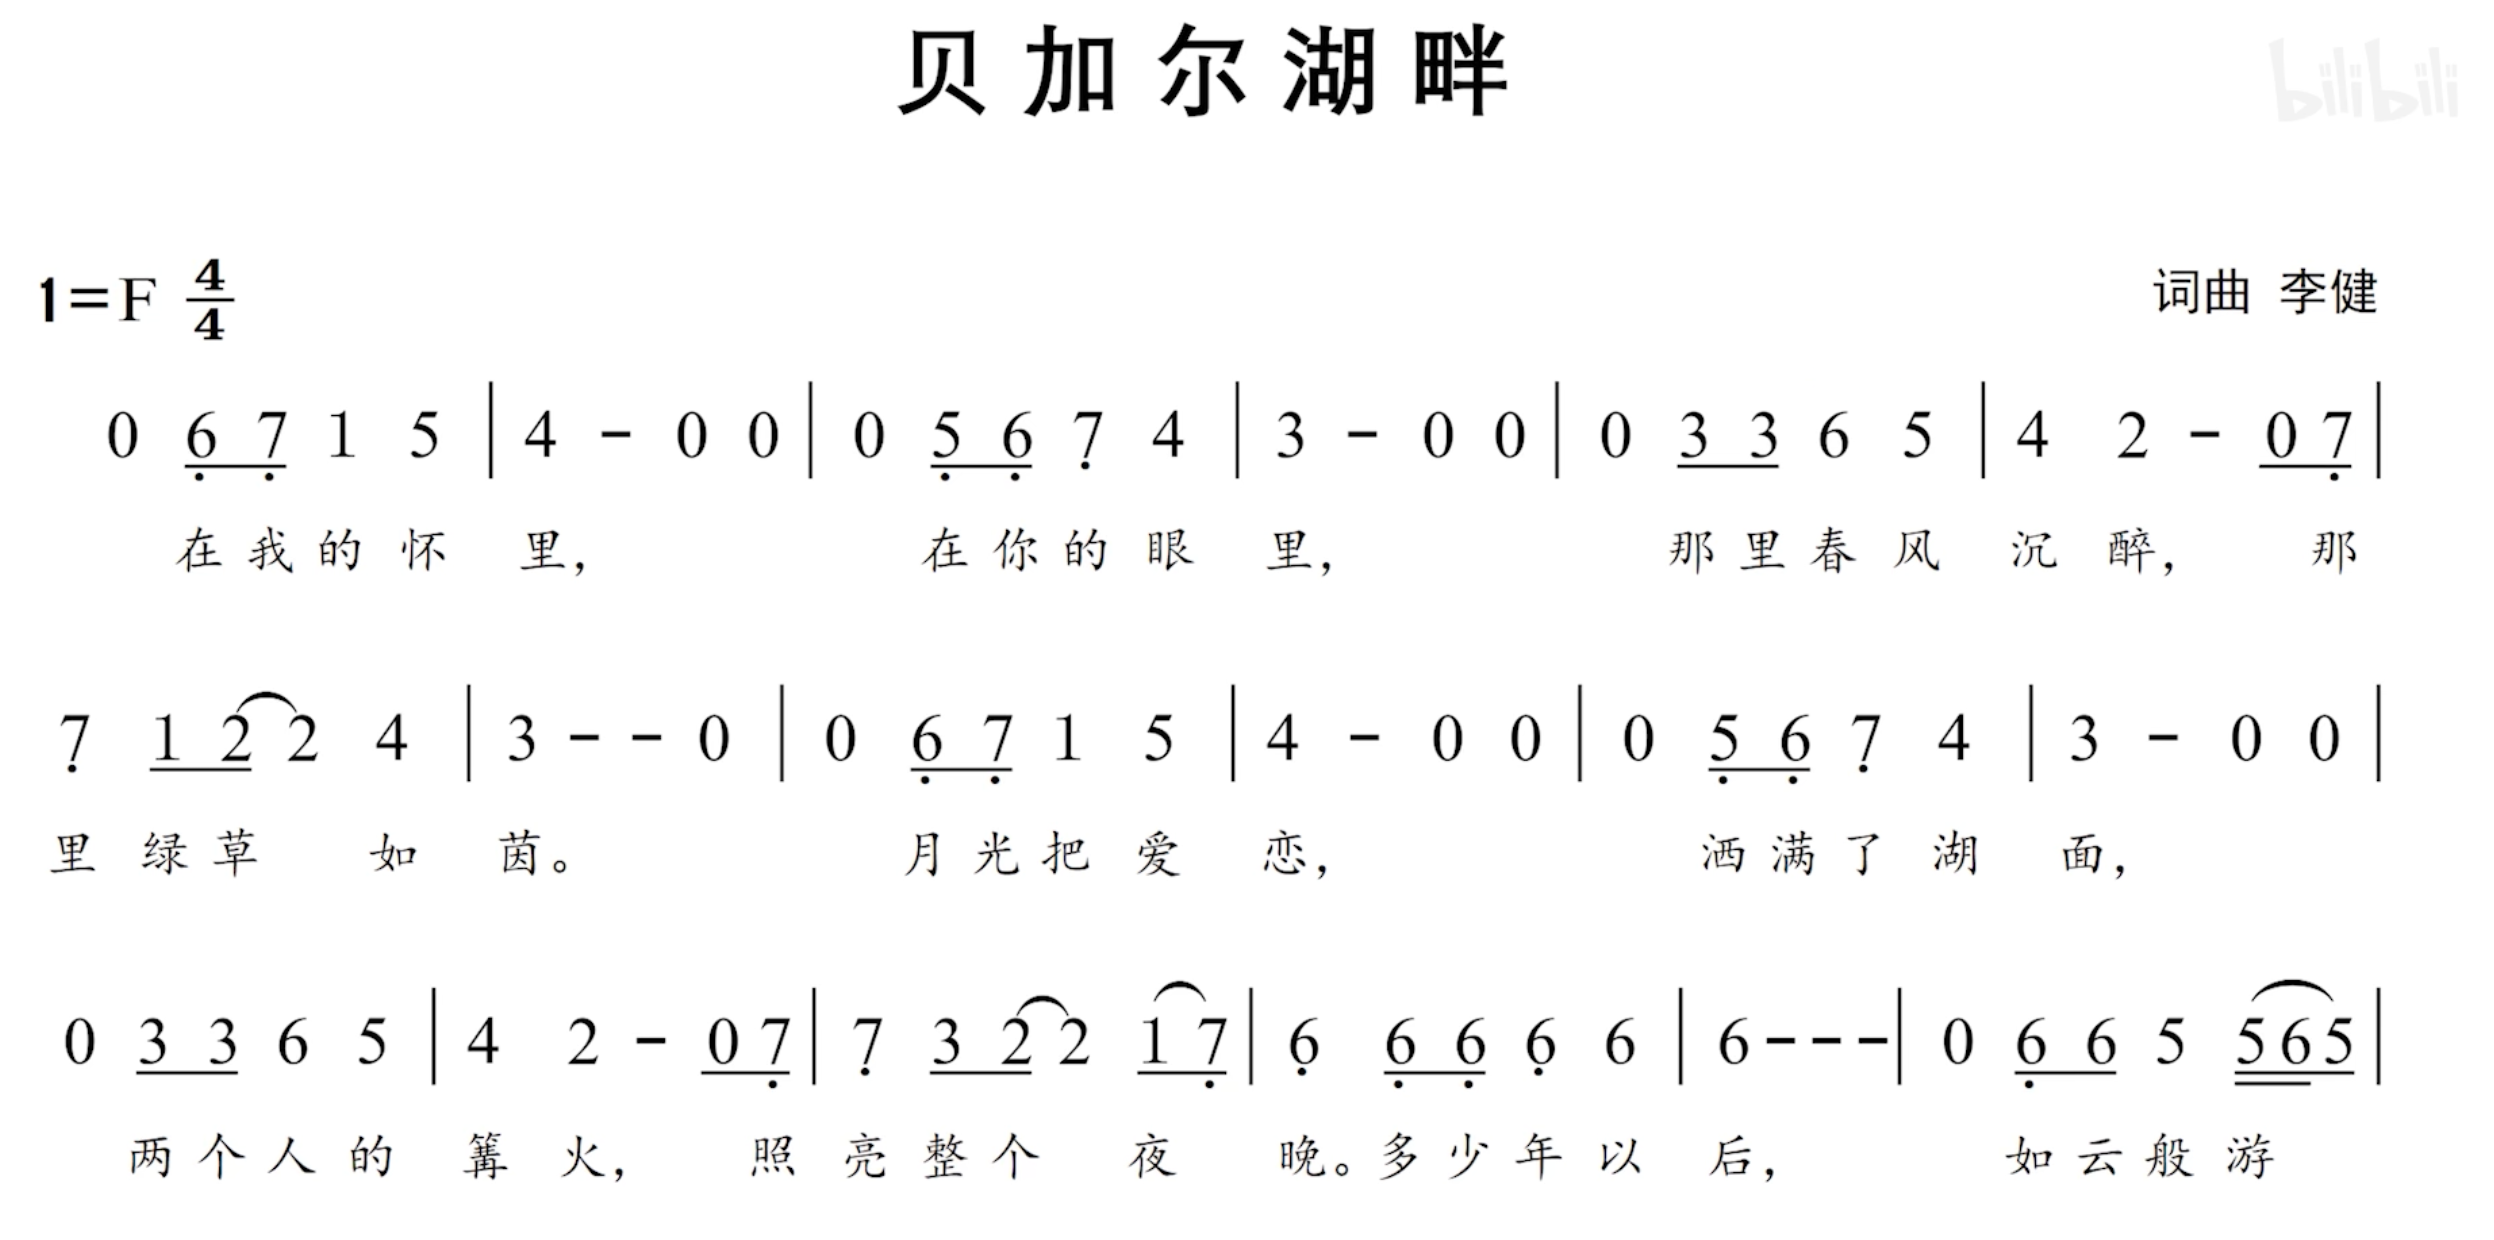 贝加尔湖畔
bilibili
1=F 4/4
词曲 李健
0 6̣ 7̣ 1 5 | 4 - 0 0 | 0 5̣ 6̣ 7̣ 4 | 3 - 0 0 | 0 3 3 6 5 | 4 2 - 0 7̣ |
在我的怀里, 在你的眼里, 那里春风沉醉, 那
7̣ 1 2 2 4 | 3 - - 0 | 0 6̣ 7̣ 1 5 | 4 - 0 0 | 0 5̣ 6̣ 7̣ 4 | 3 - 0 0 |
里绿草如茵。 月光把爱恋, 洒满了湖面,
0 3 3 6 5 | 4 2 - 0 7̣ | 7̣ 3 2 2 1 7̣ | 6̣ 6̣ 6̣ 6̣ 6 | 6 - - - | 0 6̣ 6 5 5 6 5 |
两个人的篝火, 照亮整个夜晚。多少年以后, 如云般游